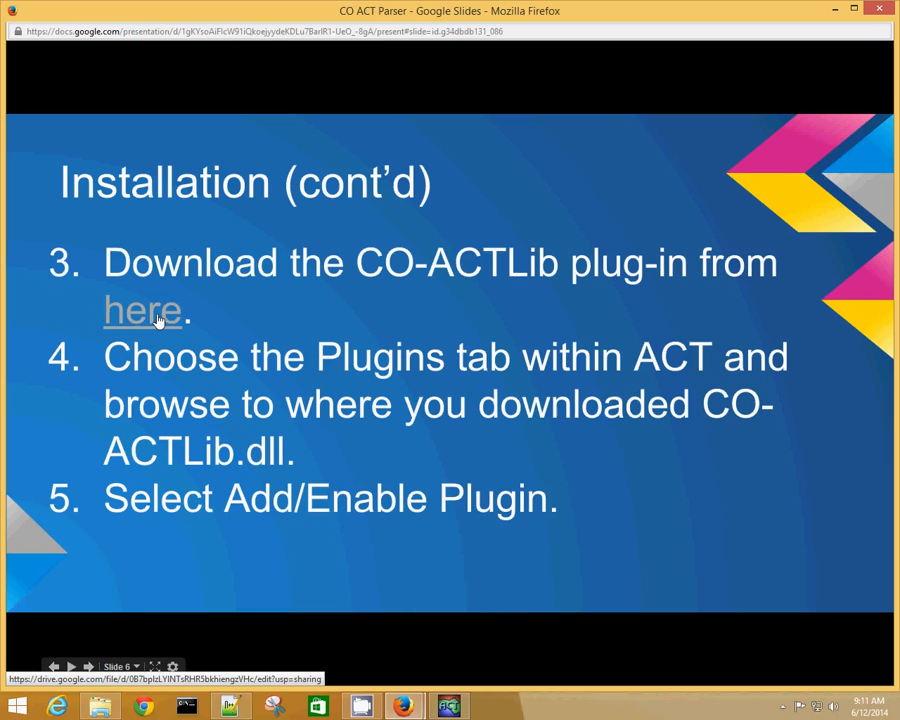 CO ACT Parser - Google Slides - Mozilla Firefox
Installation (cont'd)
3. Download the CO-ACTLib plug-in from
here.
4. Choose the Plugins tab within ACT and
browse to where you downloaded CO-
ACTLib.dll.
5. Select Add/Enable Plugin.
Slide 6
9:11 AM
6/12/2014